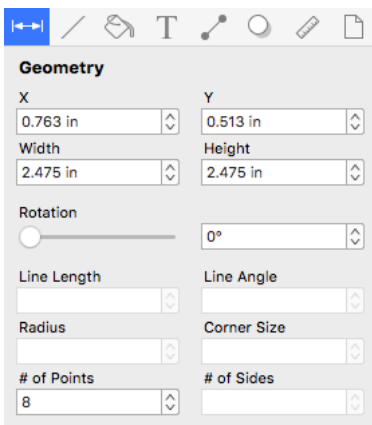 T
Geometry
X Y
0.763 in 0.513 in
Width Height
2.475 in 2.475 in
Rotation
0°
Line Length Line Angle
Radius Corner Size
# of Points # of Sides
8